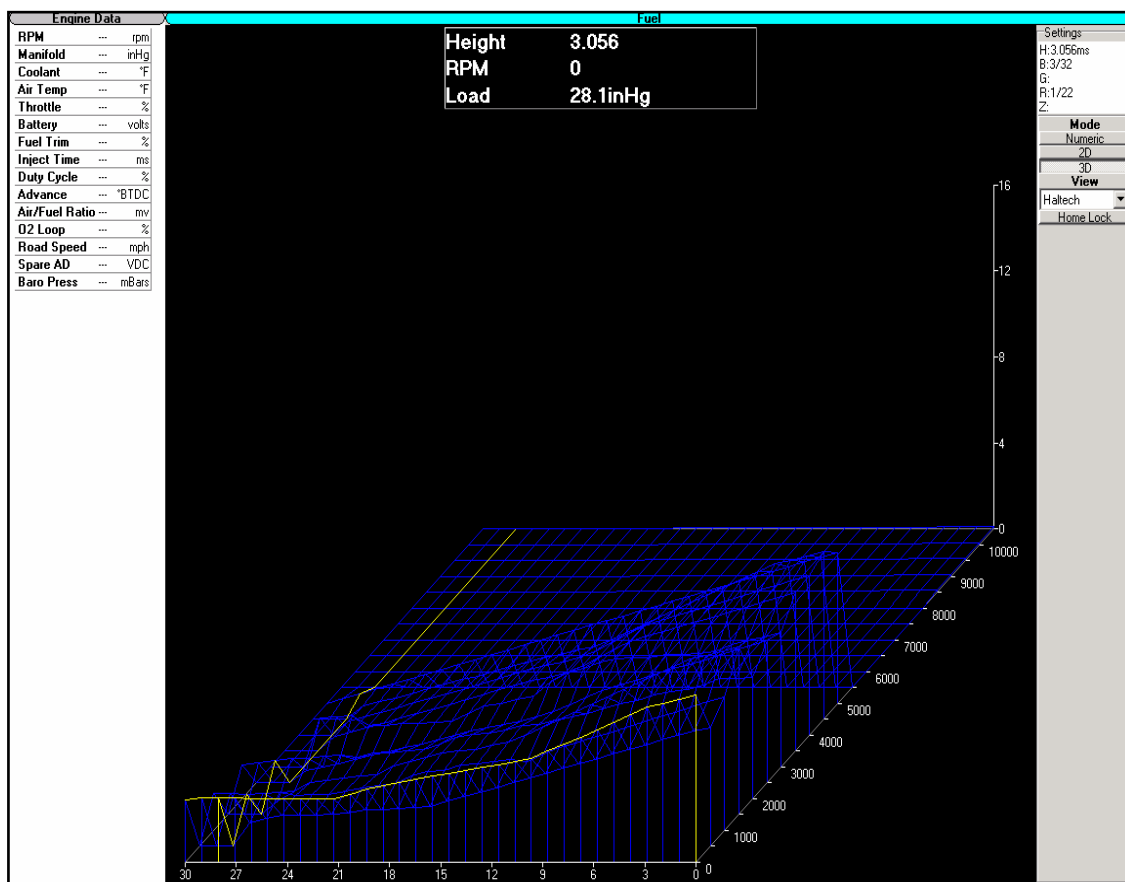 Engine Data
RPM --- rpm
Manifold --- inHg
Coolant --- °F
Air Temp --- °F
Throttle --- %
Battery --- volts
Fuel Trim --- %
Inject Time --- ms
Duty Cycle --- %
Advance --- °BTDC
Air/Fuel Ratio --- mv
O2 Loop --- %
Road Speed --- mph
Spare AD --- VDC
Baro Press --- mBars
Fuel
Height 3.056
RPM 0
Load 28.1inHg
16
12
8
4
0
10000
9000
8000
7000
6000
5000
4000
3000
2000
1000
0
30 27 24 21 18 15 12 9 6 3 0
Settings
H:3.056ms
B:3/32
G:
R:1/22
Z:
Mode
Numeric
2D
3D
View
Haltech
Home Lock